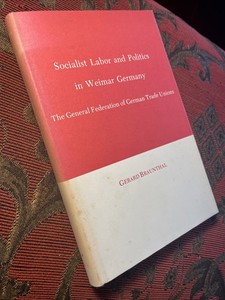 Socialist Labor and Politics
in Weimar Germany
The General Federation of German Trade Unions
GERARD BRAUNTHAL